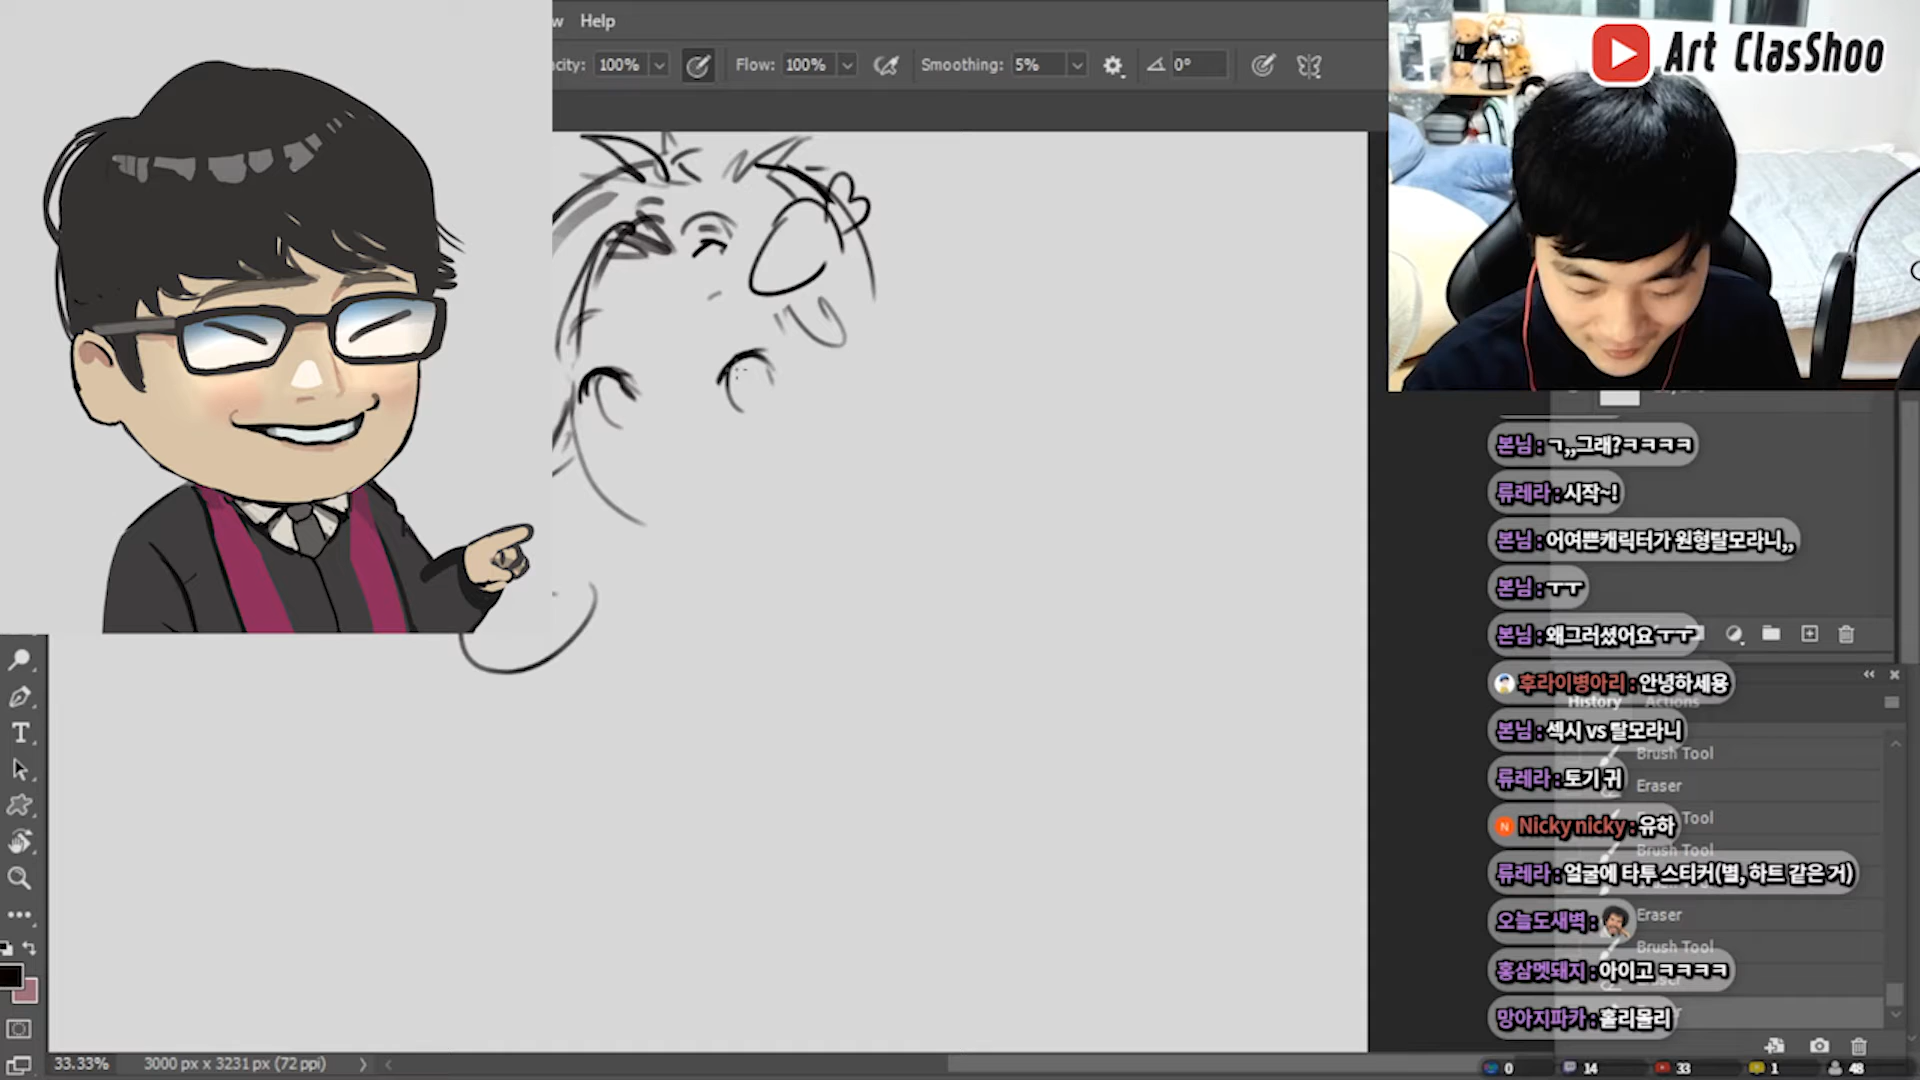 Help
100%
Flow: 100%
Smoothing: 5%
0°
Art ClasShoo
본님 : ㄱ,,그래?ㅋㅋㅋㅋ
류레라 : 시작~!
본님 : 어여쁜캐릭터가 원형탈모라니,,
본님 : ㅜㅜ
본님 : 왜그러셨어요 ㅜㅜ
후라이병아리 : 안녕하세용
History Actions
본님 : 섹시 vs 탈모라니
Brush Tool
류레라 : 토기 귀
Eraser
Nicky nicky : 유하
Tool
Brush Tool
류레라 : 얼굴에 타투 스티커(별, 하트 같은 거)
오늘도새벽 :
Eraser
Brush Tool
홍삼멧돼지 : 아이고 ㅋㅋㅋㅋ
망아지파카 : 홀리몰리
33.33%
3000 px x 3231 px (72 ppi)
0
14
33
1
48